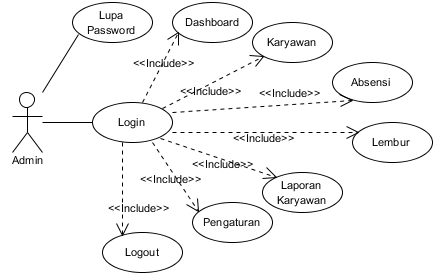 Lupa
Password
Dashboard
Karyawan
<<Include>>
<<Include>>
Absensi
<<Include>>
Admin
Login
<<Include>>
Lembur
<<Include>>
<<Include>>
Laporan
Karyawan
<<Include>>
Pengaturan
Logout